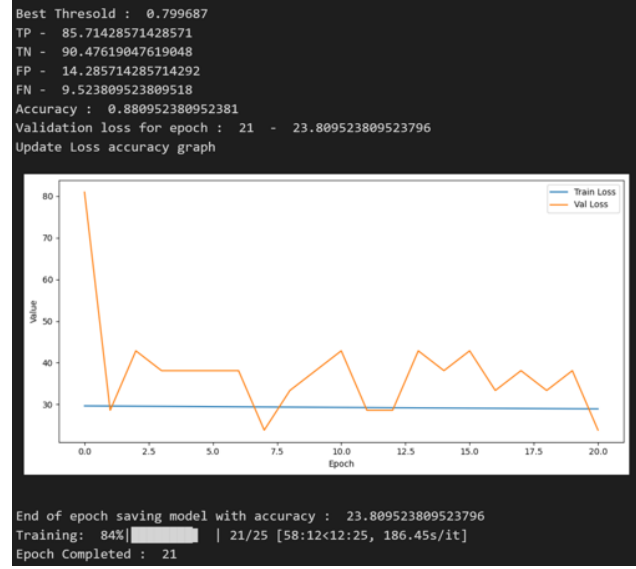 Best Thresold :  0.799687
TP -  85.71428571428571
TN -  90.47619047619048
FP -  14.285714285714292
FN -  9.523809523809518
Accuracy :  0.880952380952381
Validation loss for epoch :  21  -  23.809523809523796
Update Loss accuracy graph
Train Loss
Val Loss
80
70
60
50
40
30
Value
0.0 2.5 5.0 7.5 10.0 12.5 15.0 17.5 20.0
Epoch
End of epoch saving model with accuracy :  23.809523809523796
Training:  84%|████████  | 21/25 [58:12<12:25, 186.45s/it]
Epoch Completed :  21